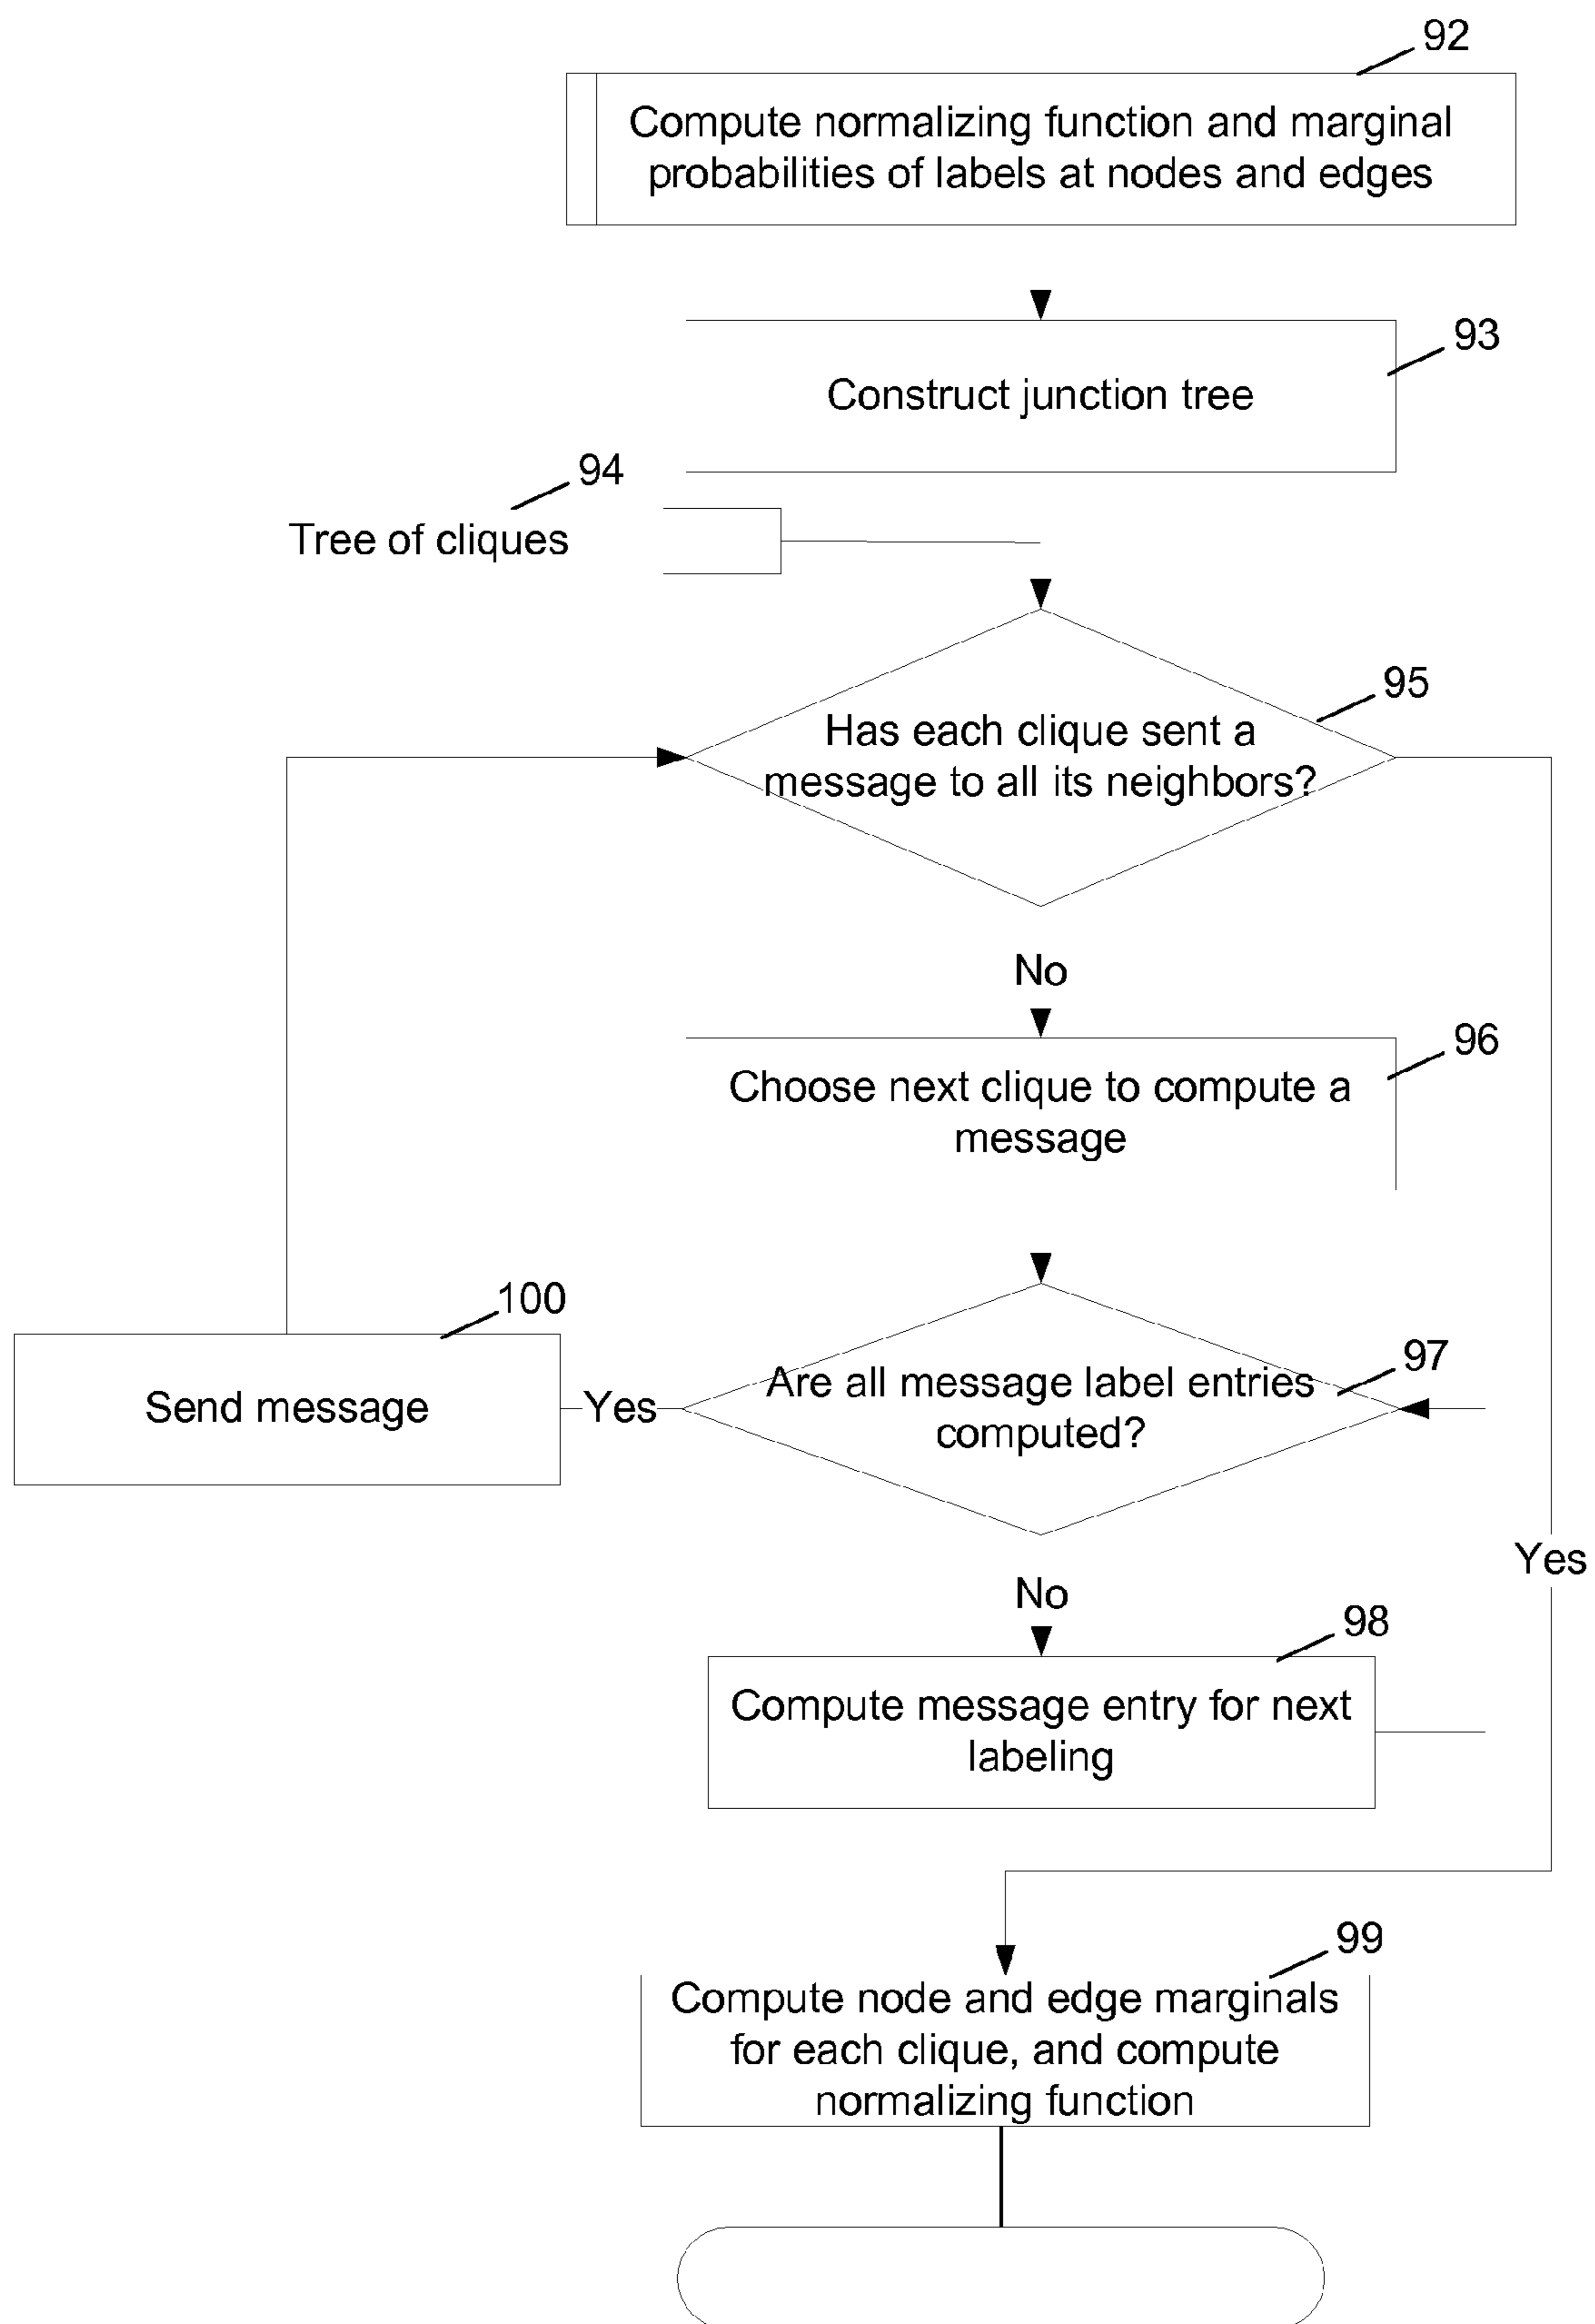 92
Compute normalizing function and marginal
probabilities of labels at nodes and edges
93
Construct junction tree
94
Tree of cliques
95
Has each clique sent a
message to all its neighbors?
No
96
Choose next clique to compute a
message
100
Send message
Yes
97
Are all message label entries
computed?
Yes
No
98
Compute message entry for next
labeling
99
Compute node and edge marginals
for each clique, and compute
normalizing function